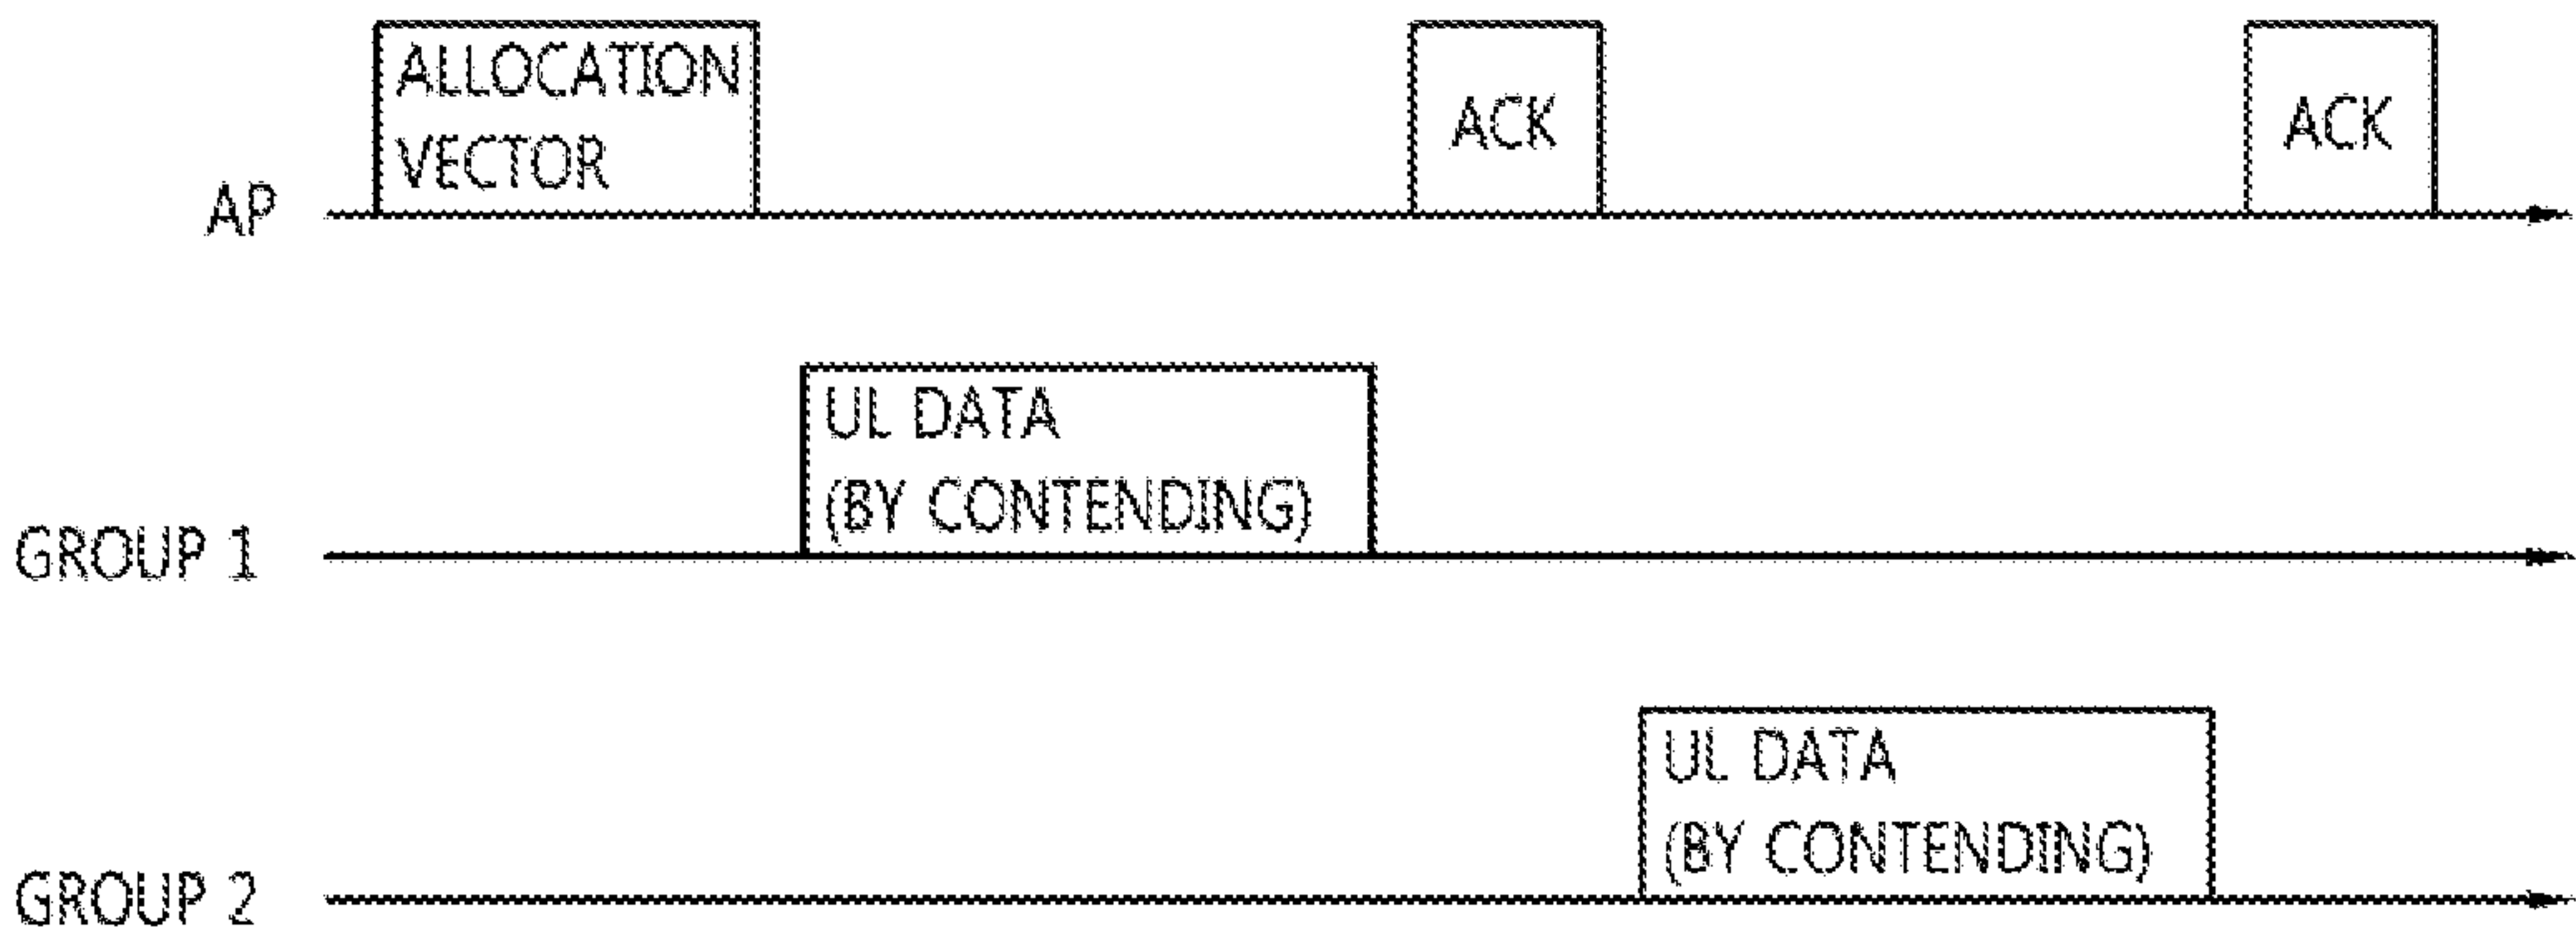 ALLOCATION
VECTOR
ACK
ACK
AP
UL DATA
(BY CONTENDING)
GROUP 1
UL DATA
(BY CONTENDING)
GROUP 2